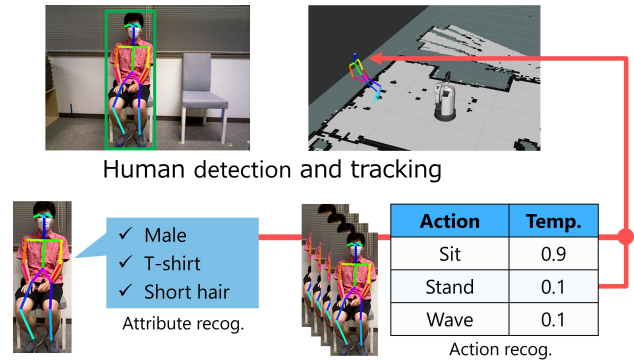 Human detection and tracking
✓ Male
✓ T-shirt
✓ Short hair
Attribute recog.
Action Temp.
Sit 0.9
Stand 0.1
Wave 0.1
Action recog.